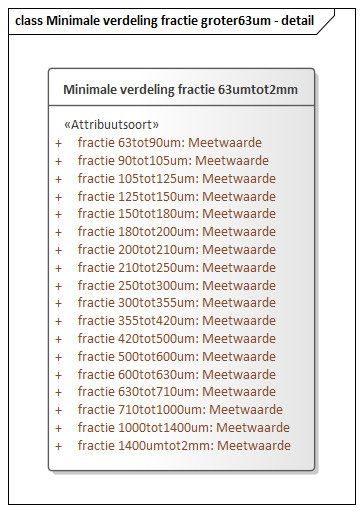 class Minimale verdeling fractie groter63um - detail
Minimale verdeling fractie 63umtot2mm
«Attribuutsoort»
+ fractie 63tot90um: Meetwaarde
+ fractie 90tot105um: Meetwaarde
+ fractie 105tot125um: Meetwaarde
+ fractie 125tot150um: Meetwaarde
+ fractie 150tot180um: Meetwaarde
+ fractie 180tot200um: Meetwaarde
+ fractie 200tot210um: Meetwaarde
+ fractie 210tot250um: Meetwaarde
+ fractie 250tot300um: Meetwaarde
+ fractie 300tot355um: Meetwaarde
+ fractie 355tot420um: Meetwaarde
+ fractie 420tot500um: Meetwaarde
+ fractie 500tot600um: Meetwaarde
+ fractie 600tot630um: Meetwaarde
+ fractie 630tot710um: Meetwaarde
+ fractie 710tot1000um: Meetwaarde
+ fractie 1000tot1400um: Meetwaarde
+ fractie 1400umtot2mm: Meetwaarde